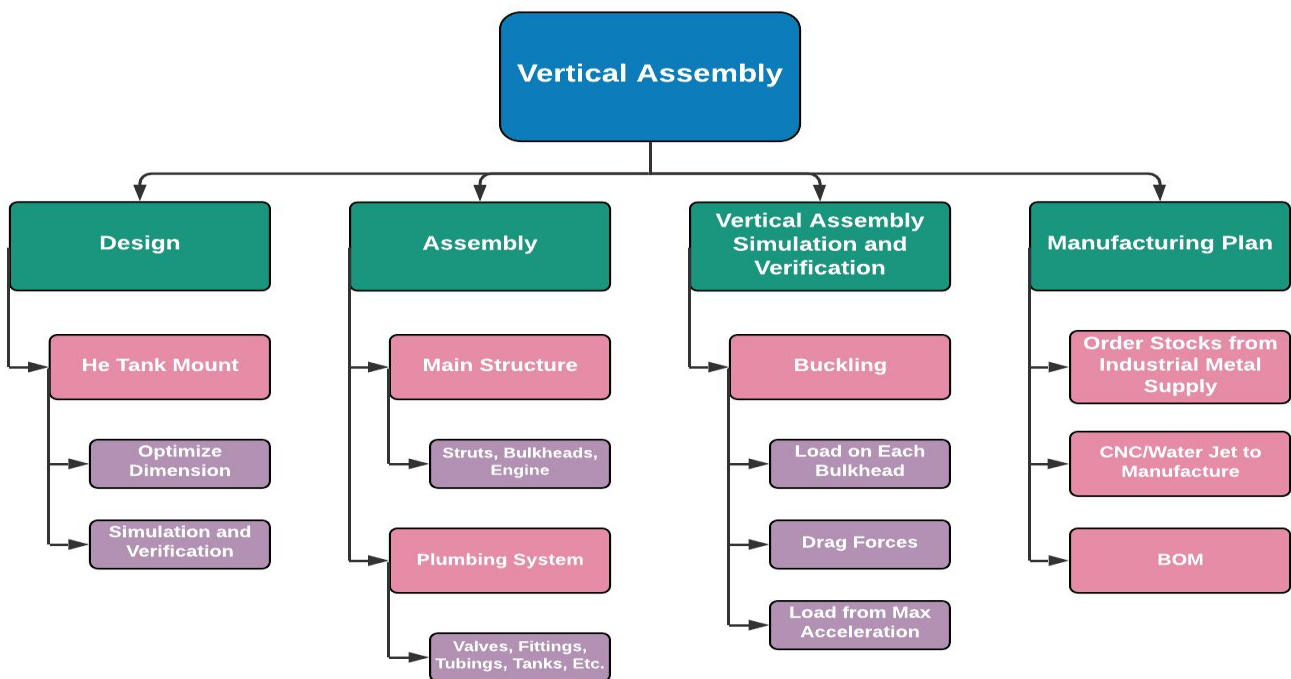 Vertical Assembly
Design
He Tank Mount
Optimize
Dimension
Simulation and
Verification
Assembly
Main Structure
Struts, Bulkheads,
Engine
Plumbing System
Valves, Fittings,
Tubings, Tanks, Etc.
Vertical Assembly
Simulation and
Verification
Buckling
Load on Each
Bulkhead
Drag Forces
Load from Max
Acceleration
Manufacturing Plan
Order Stocks from
Industrial Metal
Supply
CNC/Water Jet to
Manufacture
BOM